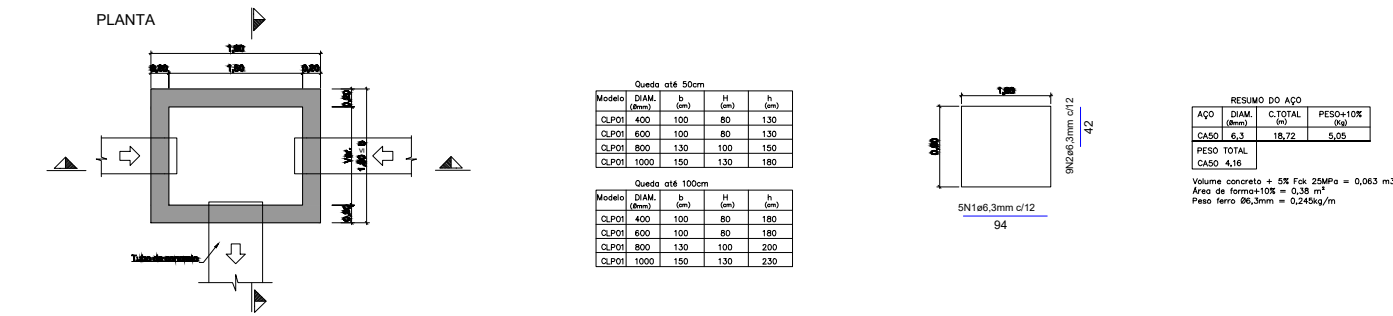 PLANTA
0,20
0,20
Queda até 50cm
Modelo DIAM. (Ømm) b (cm) H (cm) h (cm)
CLP01 400 100 80 130
CLP01 600 100 80 130
CLP01 800 130 100 150
CLP01 1000 150 130 180
Queda até 100cm
Modelo DIAM. (Ømm) b (cm) H (cm) h (cm)
CLP01 400 100 80 180
CLP01 600 100 80 180
CLP01 800 130 100 200
CLP01 1000 150 130 230
9N2ø6,3mm c/12
42
5N1ø6,3mm c/12
94
RESUMO DO AÇO
AÇO DIAM. (Ømm) C.TOTAL (m) PESO+10% (Kg)
CA50 6,3 18,72 5,05
PESO TOTAL
CA50 4,16
Volume concreto + 5% Fck 25MPa = 0,063 m3
Área de forma+10% = 0,38 m²
Peso ferro Ø6,3mm = 0,245kg/m